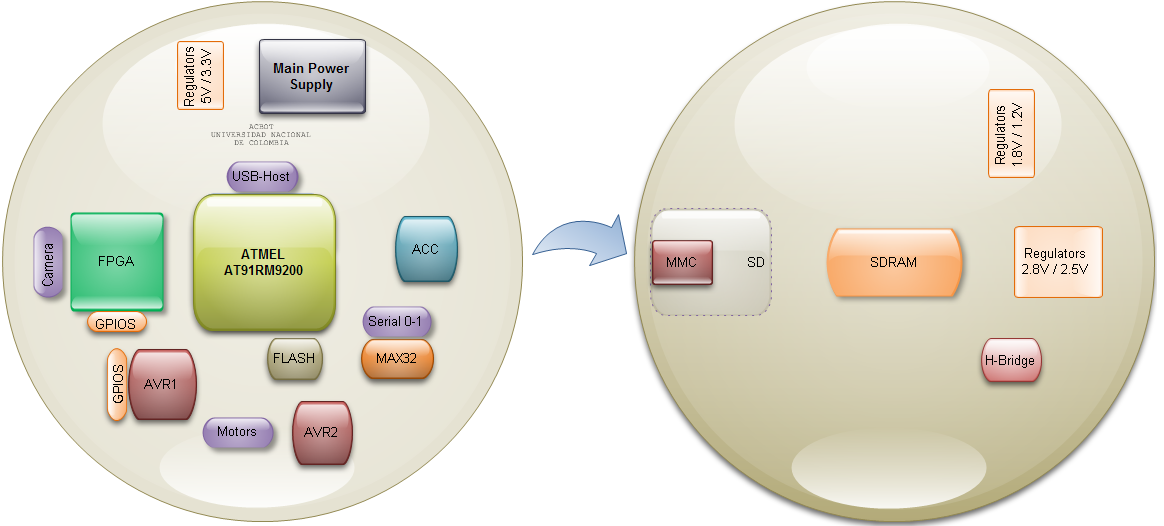 Regulators
5V / 3.3V
Main Power
Supply
ACBOT
UNIVERSIDAD NACIONAL
DE COLOMBIA
USB-Host
Camera
FPGA
GPIOS
ATMEL
AT91RM9200
ACC
Serial 0-1
MAX32
FLASH
GPIOS
AVR1
Motors
AVR2
Regulators
1.8V / 1.2V
MMC
SD
SDRAM
Regulators
2.8V / 2.5V
H-Bridge